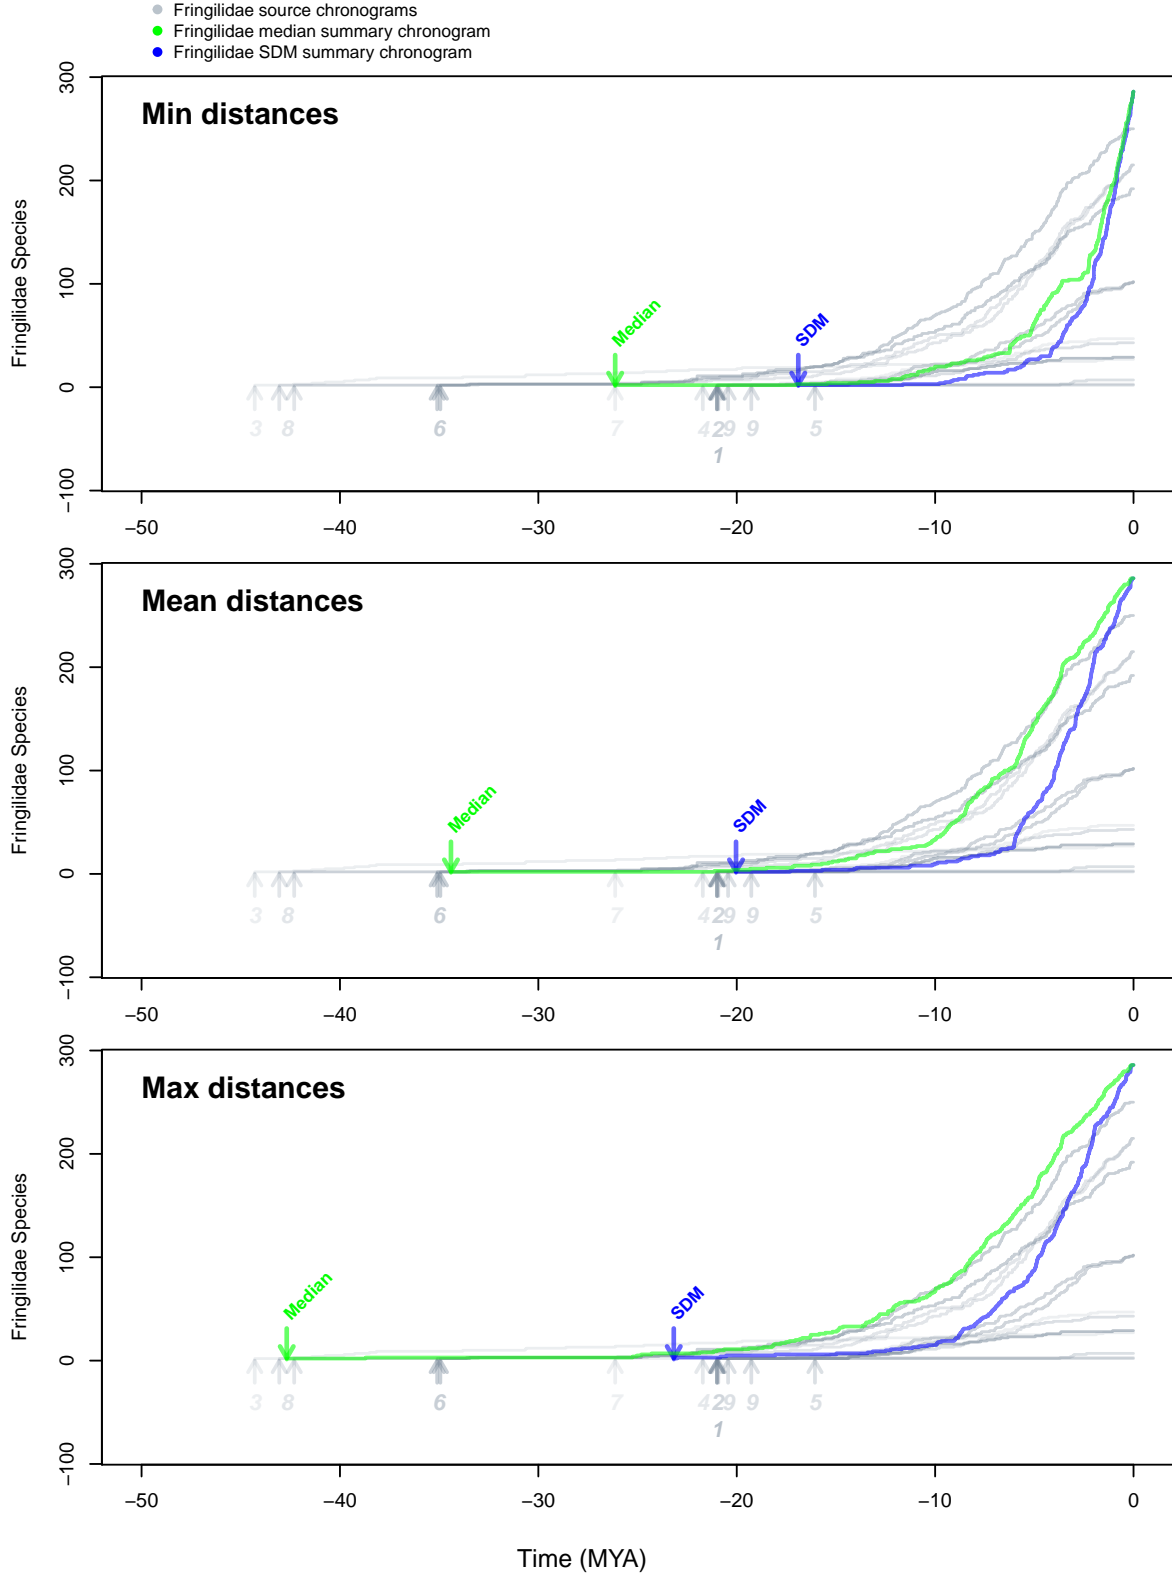 Fringilidae source chronograms
Fringilidae median summary chronogram
Fringilidae SDM summary chronogram
Min distances
Fringilidae Species
300
200
100
0
−100
Median
SDM
3 8 6 7 4 2 9 9 5
1
−50 −40 −30 −20 −10 0
Mean distances
Fringilidae Species
300
200
100
0
−100
Median
SDM
3 8 6 7 4 2 9 9 5
1
−50 −40 −30 −20 −10 0
Max distances
Fringilidae Species
300
200
100
0
−100
Median
SDM
3 8 6 7 4 2 9 9 5
1
−50 −40 −30 −20 −10 0
Time (MYA)